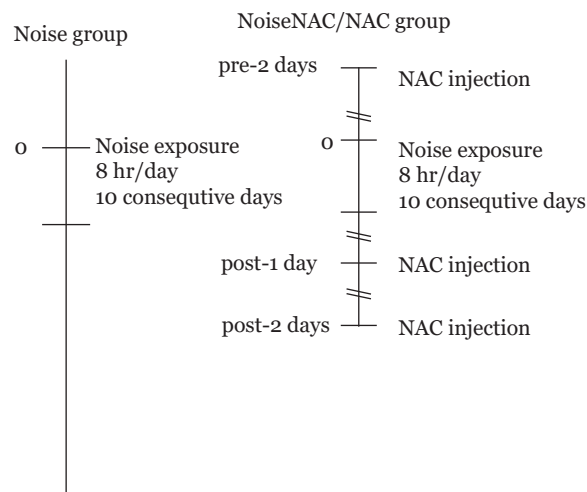 Noise group
0
Noise exposure
8 hr/day
10 consequtive days
NoiseNAC/NAC group
pre-2 days
NAC injection
0
Noise exposure
8 hr/day
10 consequtive days
post-1 day
NAC injection
post-2 days
NAC injection